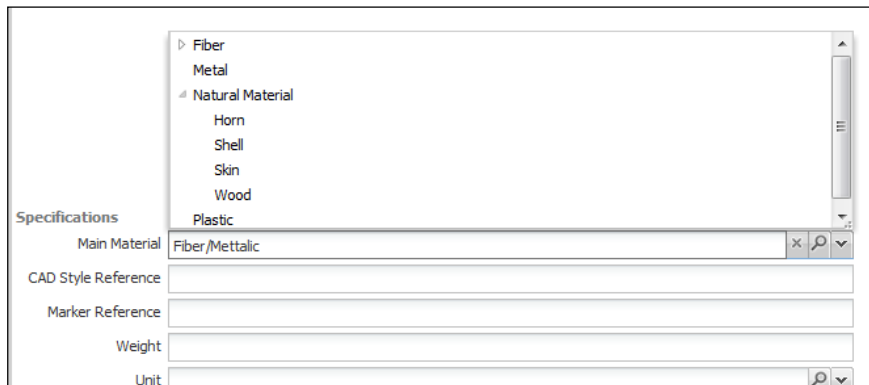 Fiber
Metal
Natural Material
Horn
Shell
Skin
Wood
Plastic
Specifications
Main Material Fiber/Mettalic
CAD Style Reference
Marker Reference
Weight
Unit